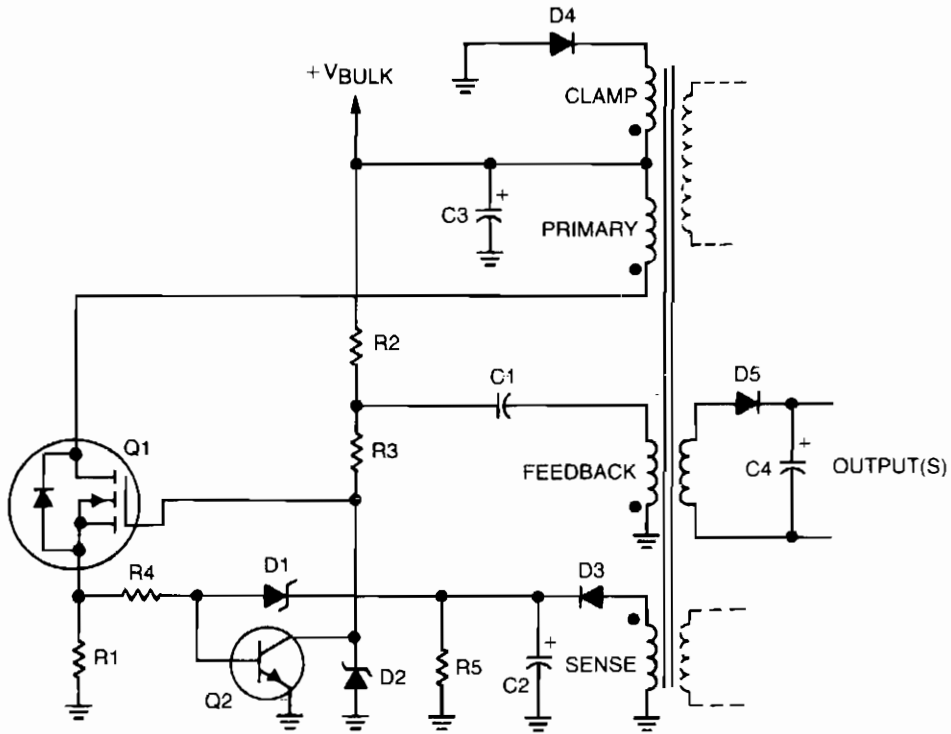 D4
+ VBULK
CLAMP
C3
+
PRIMARY
R2
C1
D5
Q1
R3
FEEDBACK
C4
+
OUTPUT(S)
R4
D1
D3
R1
Q2
D2
R5
C2
+
SENSE